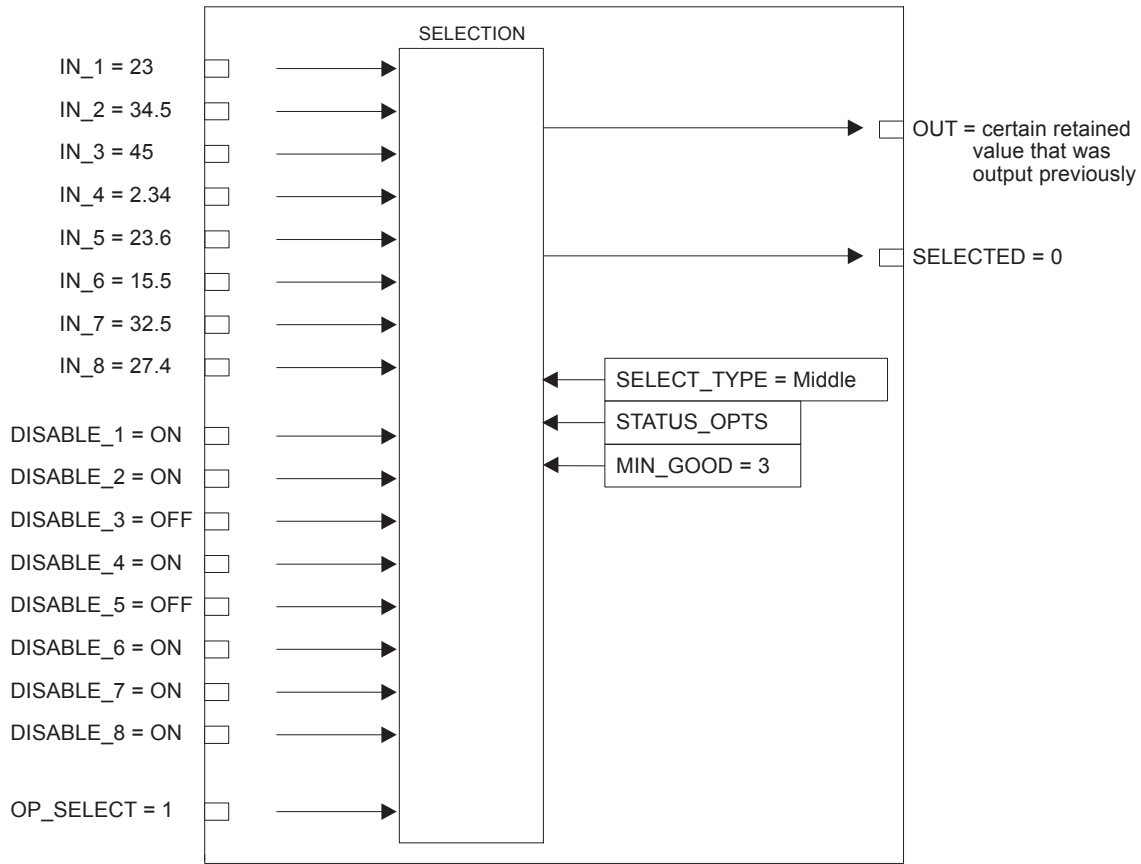 SELECTION
IN_1 = 23
IN_2 = 34.5
IN_3 = 45
IN_4 = 2.34
IN_5 = 23.6
IN_6 = 15.5
IN_7 = 32.5
IN_8 = 27.4
DISABLE_1 = ON
DISABLE_2 = ON
DISABLE_3 = OFF
DISABLE_4 = ON
DISABLE_5 = OFF
DISABLE_6 = ON
DISABLE_7 = ON
DISABLE_8 = ON
OP_SELECT = 1
OUT = certain retained
value that was
output previously
SELECTED = 0
SELECT_TYPE = Middle
STATUS_OPTS
MIN_GOOD = 3